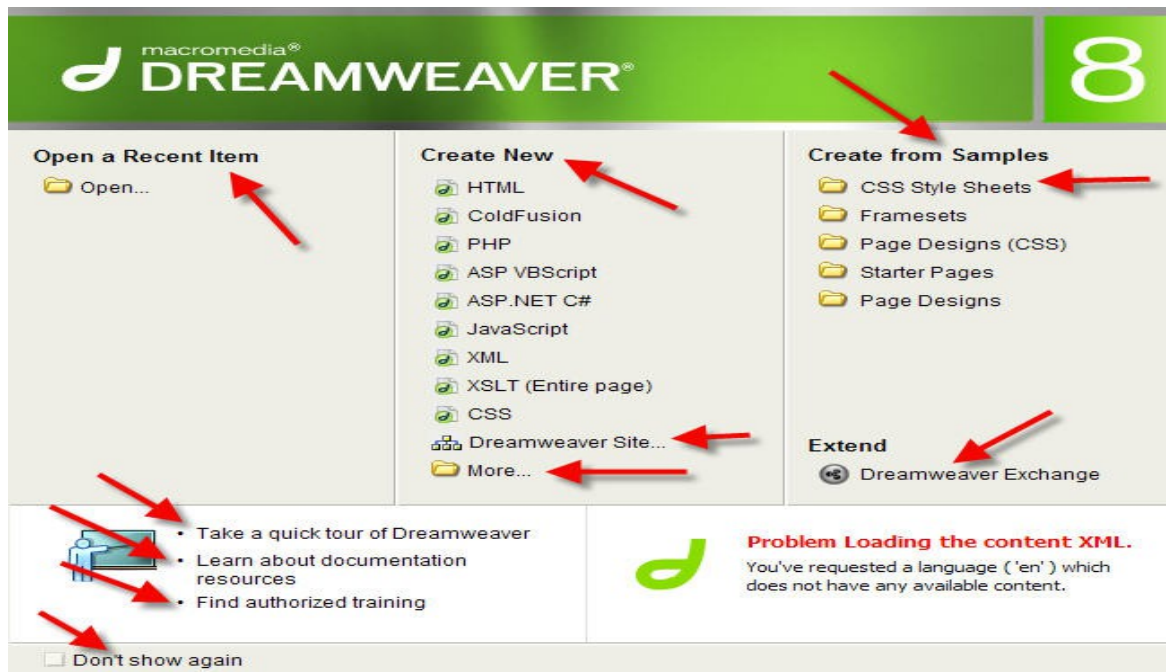 macromedia®
DREAMWEAVER®
8
Open a Recent Item
Open...
Create New
HTML
ColdFusion
PHP
ASP VBScript
ASP.NET C#
JavaScript
XML
XSLT (Entire page)
CSS
Dreamweaver Site...
More...
Create from Samples
CSS Style Sheets
Framesets
Page Designs (CSS)
Starter Pages
Page Designs
Extend
Dreamweaver Exchange
• Take a quick tour of Dreamweaver
• Learn about documentation
resources
• Find authorized training
Problem Loading the content XML.
You've requested a language ( 'en' ) which
does not have any available content.
Don't show again